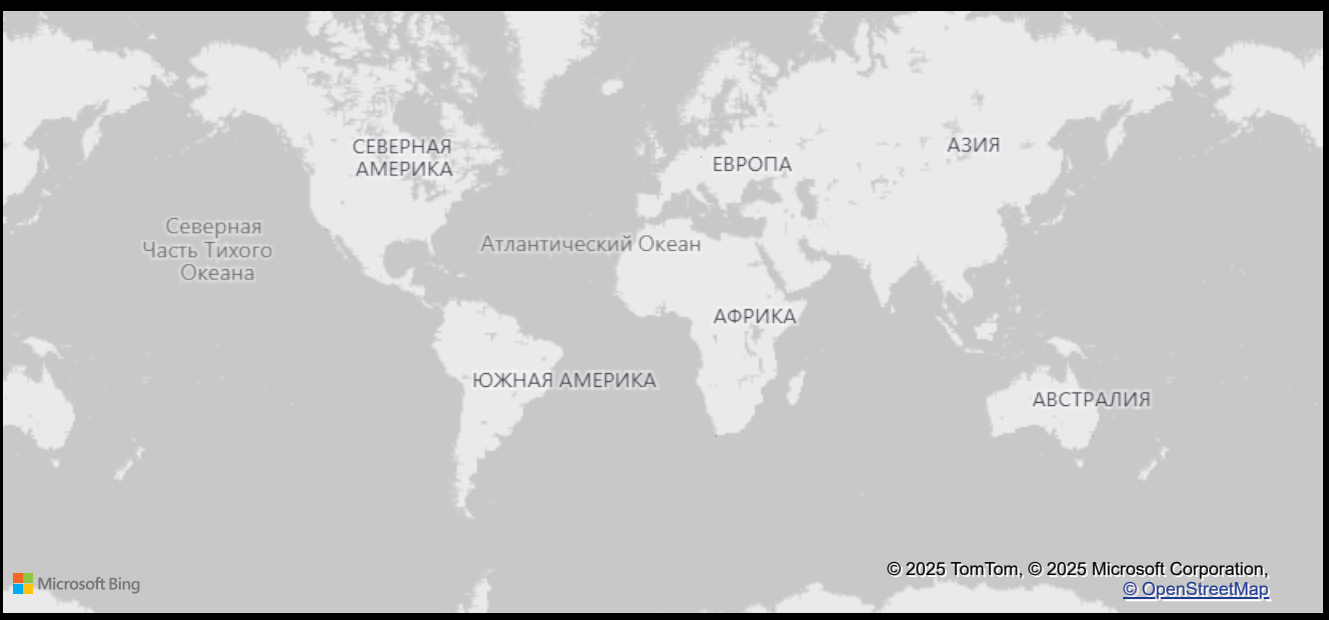 СЕВЕРНАЯ
АМЕРИКА
ЕВРОПА
АЗИЯ
Северная
Часть Тихого
Океана
Атлантический Океан
АФРИКА
ЮЖНАЯ АМЕРИКА
АВСТРАЛИЯ
© 2025 TomTom, © 2025 Microsoft Corporation,
© OpenStreetMap
Microsoft Bing